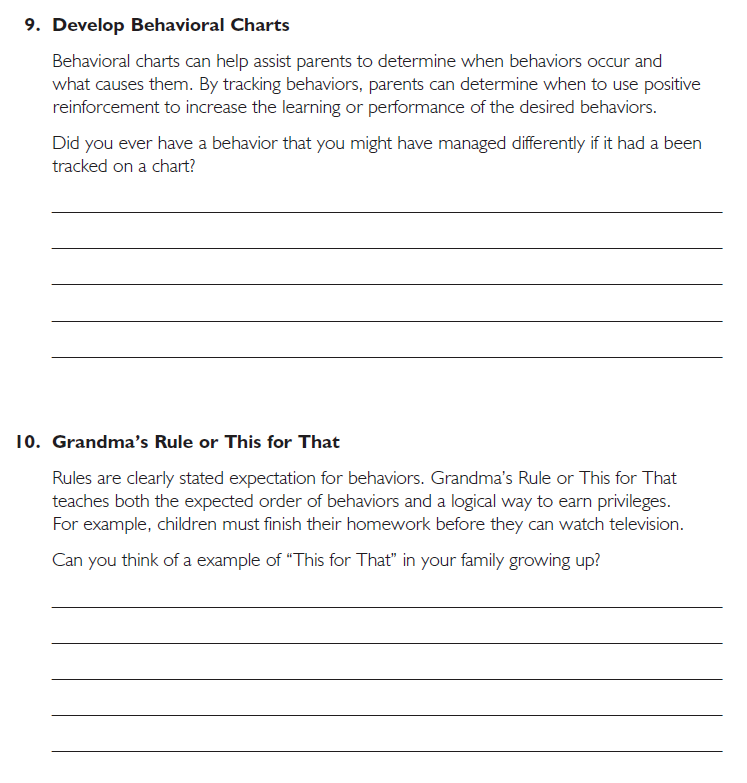 9. Develop Behavioral Charts
Behavioral charts can help assist parents to determine when behaviors occur and
what causes them. By tracking behaviors, parents can determine when to use positive
reinforcement to increase the learning or performance of the desired behaviors.
Did you ever have a behavior that you might have managed differently if it had a been
tracked on a chart?
10. Grandma’s Rule or This for That
Rules are clearly stated expectation for behaviors. Grandma’s Rule or This for That
teaches both the expected order of behaviors and a logical way to earn privileges.
For example, children must finish their homework before they can watch television.
Can you think of a example of “This for That” in your family growing up?